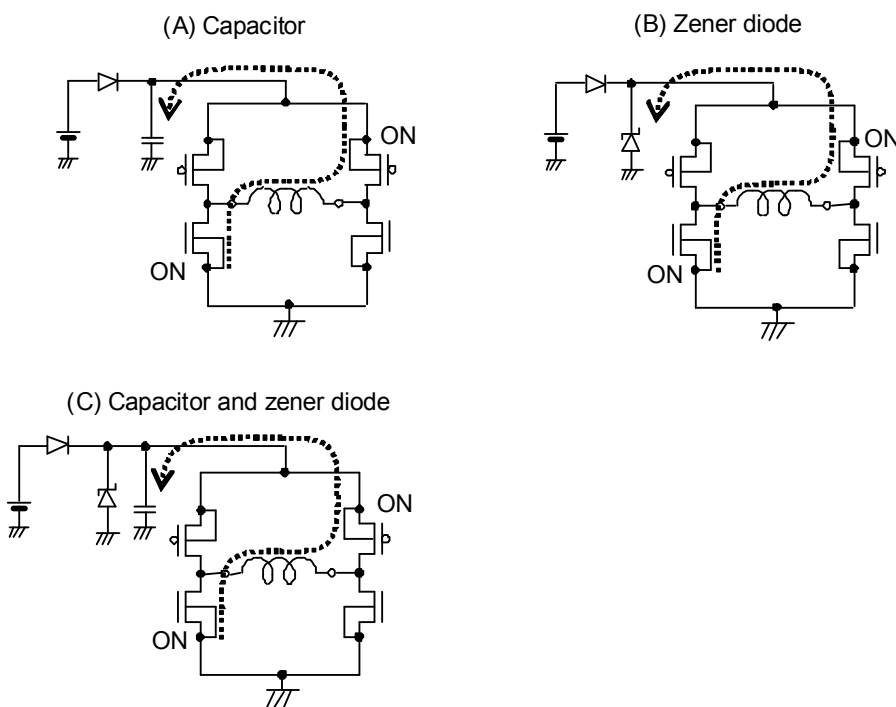 (A) Capacitor
(B) Zener diode
ON
ON
ON
ON
(C) Capacitor and zener diode
ON
ON